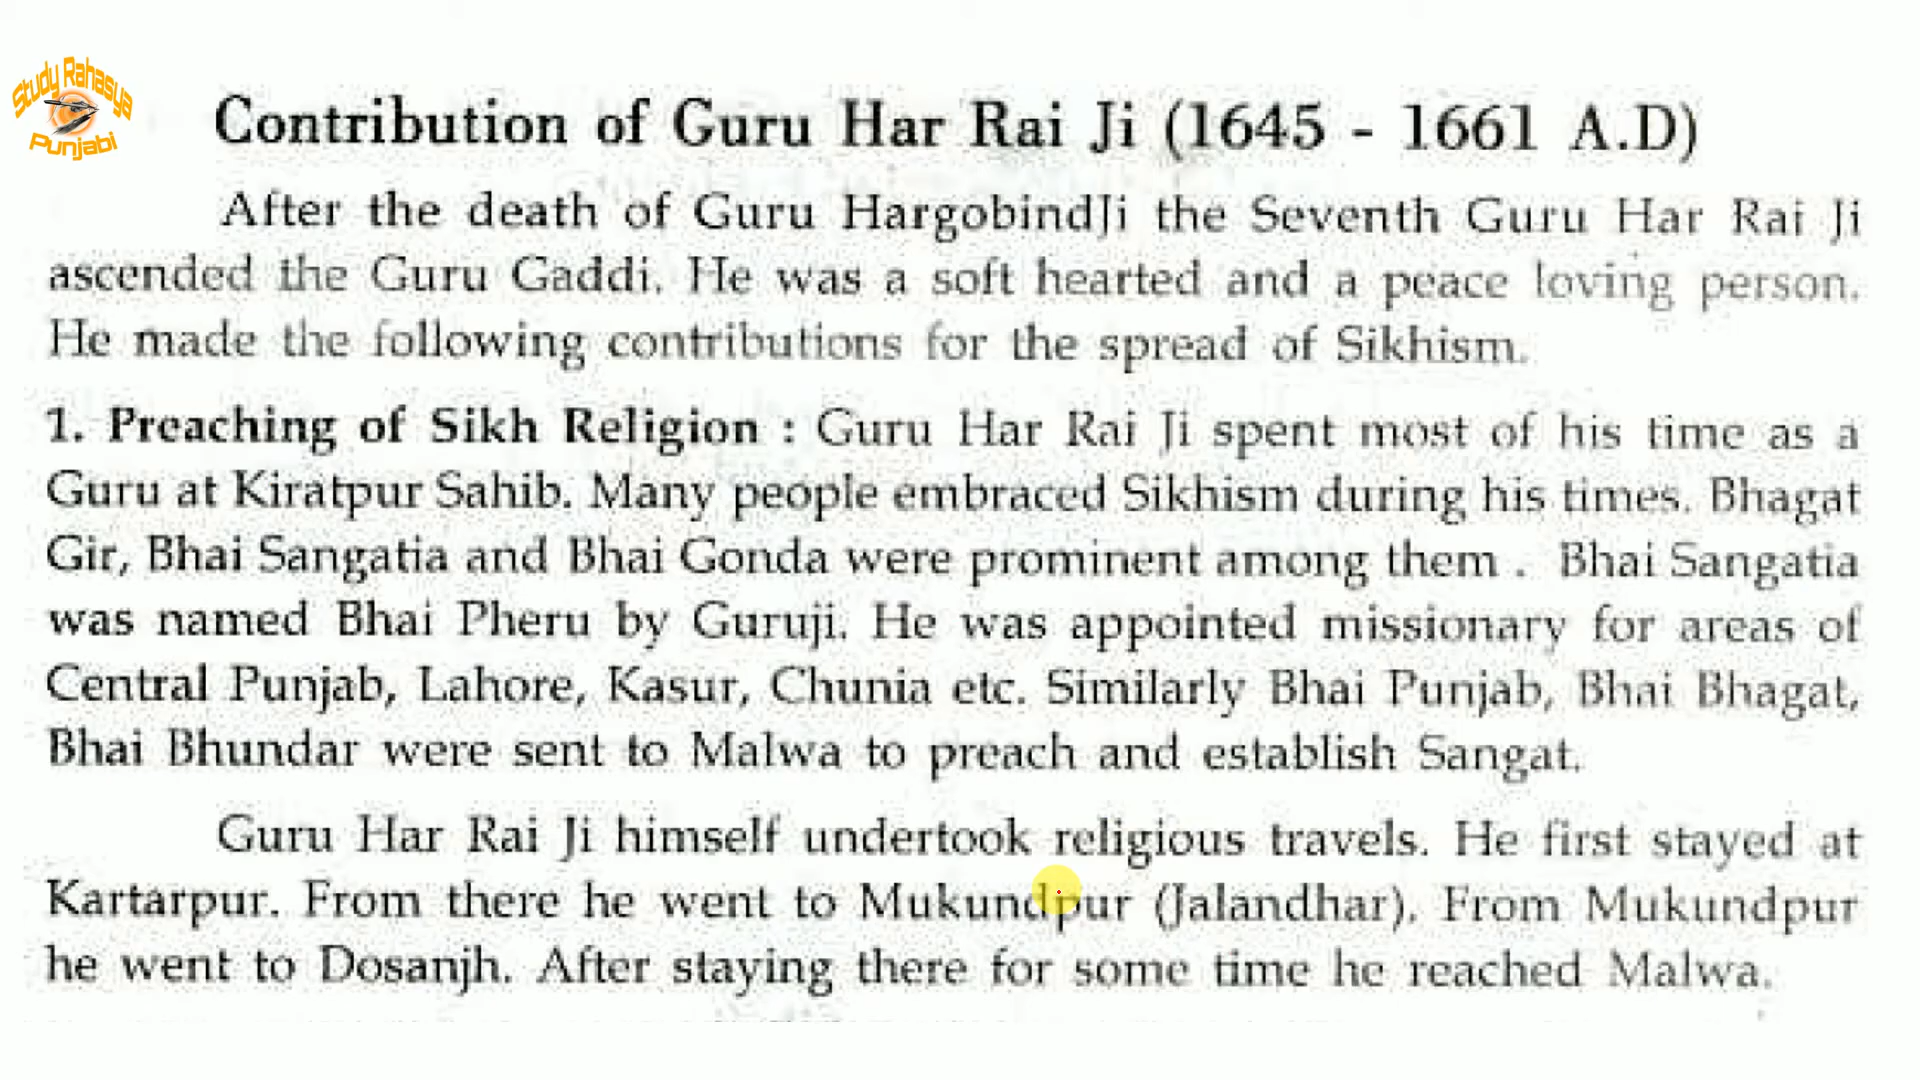 Study Rahasya
Punjabi
Contribution of Guru Har Rai Ji (1645 - 1661 A.D)
After the death of Guru HargobindJi the Seventh Guru Har Rai Ji
ascended the Guru Gaddi. He was a soft hearted and a peace loving person.
He made the following contributions for the spread of Sikhism.
1. Preaching of Sikh Religion : Guru Har Rai Ji spent most of his time as a
Guru at Kiratpur Sahib. Many people embraced Sikhism during his times. Bhagat
Gir, Bhai Sangatia and Bhai Gonda were prominent among them . Bhai Sangatia
was named Bhai Pheru by Guruji. He was appointed missionary for areas of
Central Punjab, Lahore, Kasur, Chunia etc. Similarly Bhai Punjab, Bhai Bhagat,
Bhai Bhundar were sent to Malwa to preach and establish Sangat.
Guru Har Rai Ji himself undertook religious travels. He first stayed at
Kartarpur. From there he went to Mukundpur (Jalandhar). From Mukundpur
he went to Dosanjh. After staying there for some time he reached Malwa.